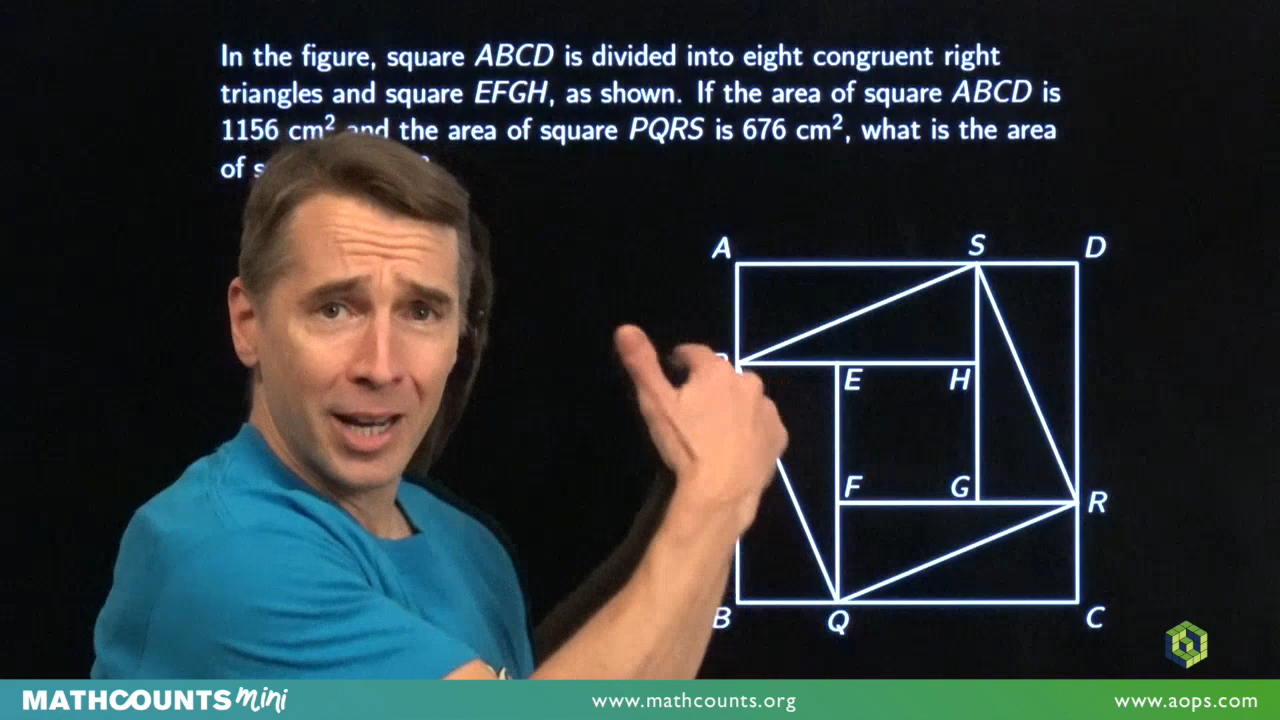 In the figure, square ABCD is divided into eight congruent right
triangles and square EFGH, as shown. If the area of square ABCD is
1156 cm² and the area of square PQRS is 676 cm², what is the area
of
A
S
D
E
H
F
G
R
B
Q
C
MATHCOUNTS mini
www.mathcounts.org
www.aops.com